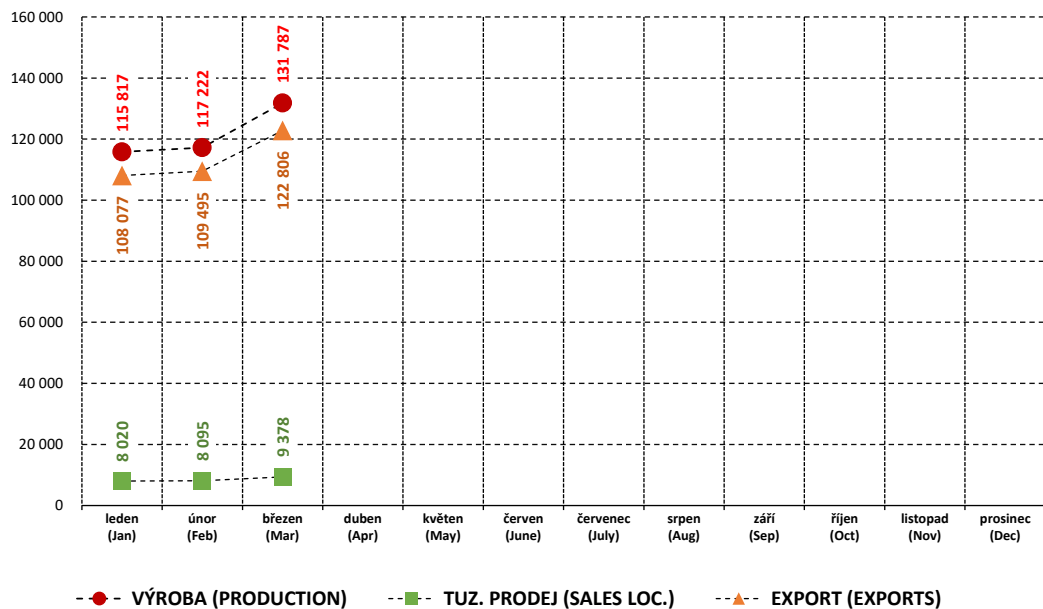 160 000
140 000
120 000
100 000
80 000
60 000
40 000
20 000
0
115 817
117 222
131 787
108 077
109 495
122 806
8 020
8 095
9 378
leden
(Jan)
únor
(Feb)
březen
(Mar)
duben
(Apr)
květen
(May)
červen
(June)
červenec
(July)
srpen
(Aug)
září
(Sep)
říjen
(Oct)
listopad
(Nov)
prosinec
(Dec)
VÝROBA (PRODUCTION)
TUZ. PRODEJ (SALES LOC.)
EXPORT (EXPORTS)